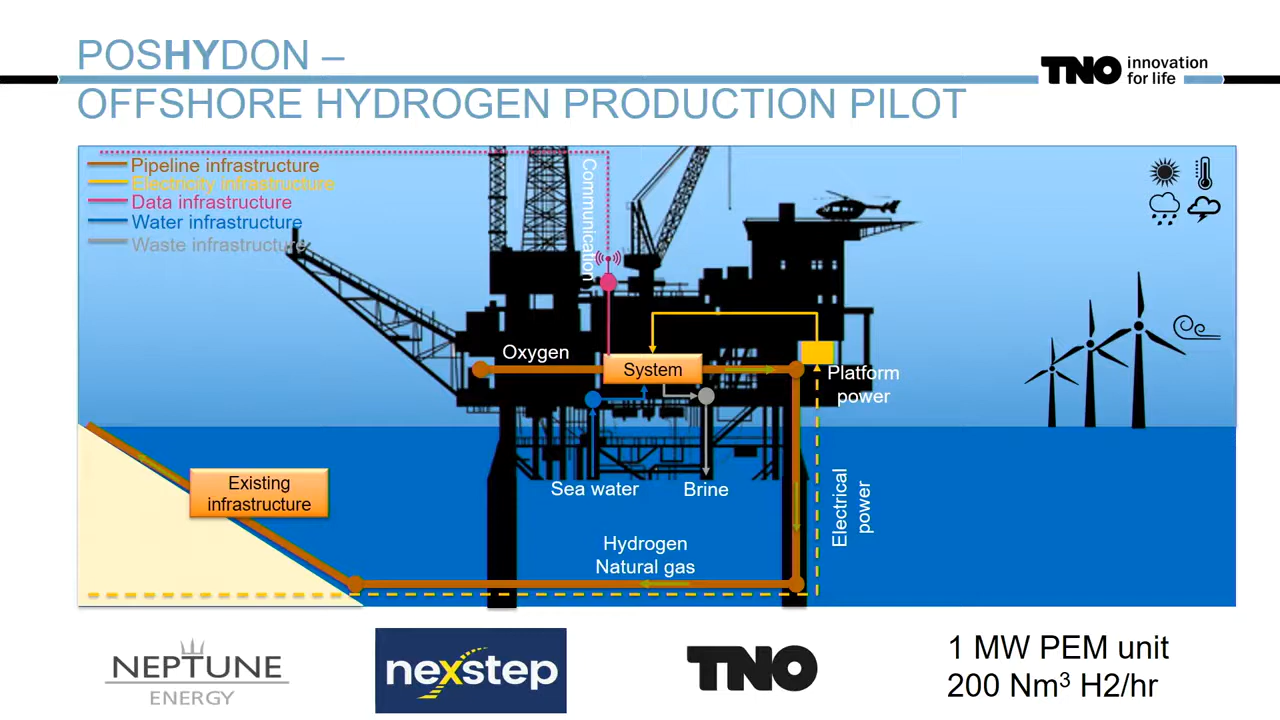 POSHYDON –
OFFSHORE HYDROGEN PRODUCTION PILOT
TNO innovation
for life
Pipeline infrastructure
Electricity infrastructure
Data infrastructure
Water infrastructure
Waste infrastructure
Communication
Oxygen
System
Platform
power
Existing
infrastructure
Sea water
Brine
Electrical
power
Hydrogen
Natural gas
NEPTUNE
ENERGY
nexstep
TNO
1 MW PEM unit
200 Nm³ H2/hr